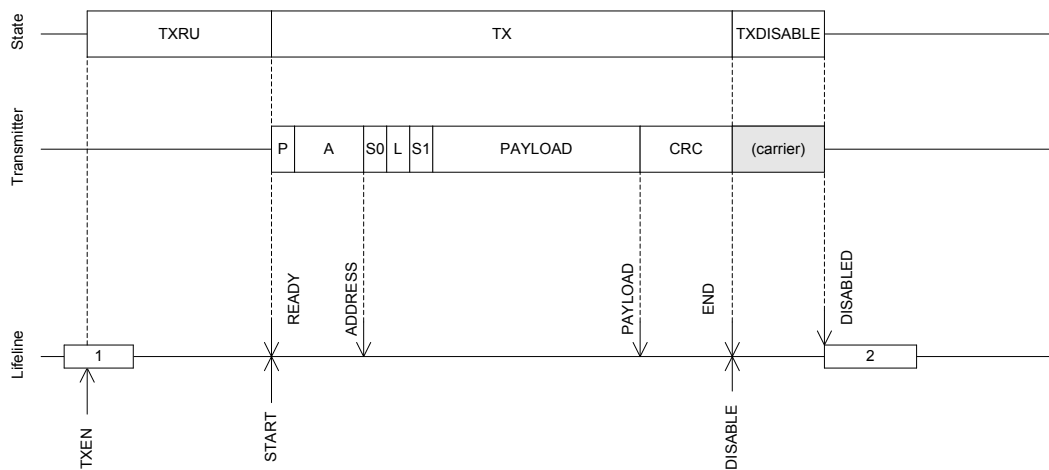 State
TXRU
TX
TXDISABLE
Transmitter
P
A
S0
L
S1
PAYLOAD
CRC
(carrier)
READY
ADDRESS
PAYLOAD
END
DISABLED
Lifeline
1
2
TXEN
START
DISABLE